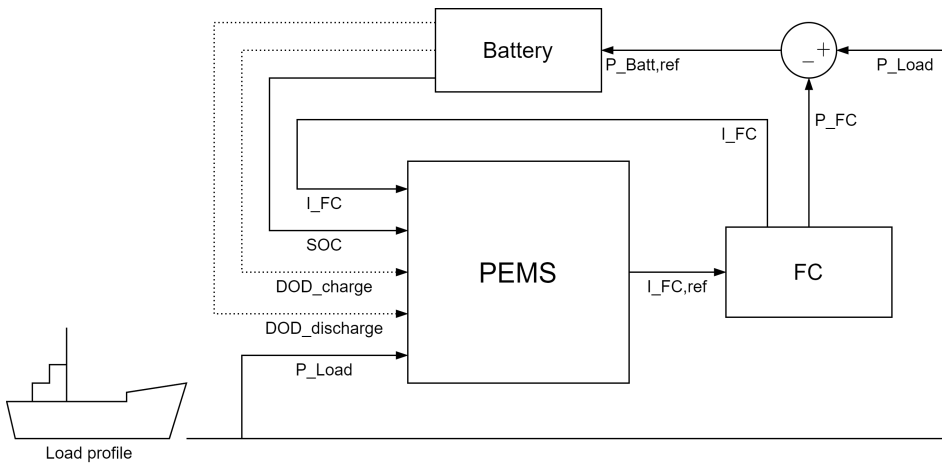 Battery
P_Batt,ref
_ +
P_Load
I_FC
P_FC
I_FC
SOC
PEMS
I_FC,ref
FC
DOD_charge
DOD_discharge
P_Load
Load profile